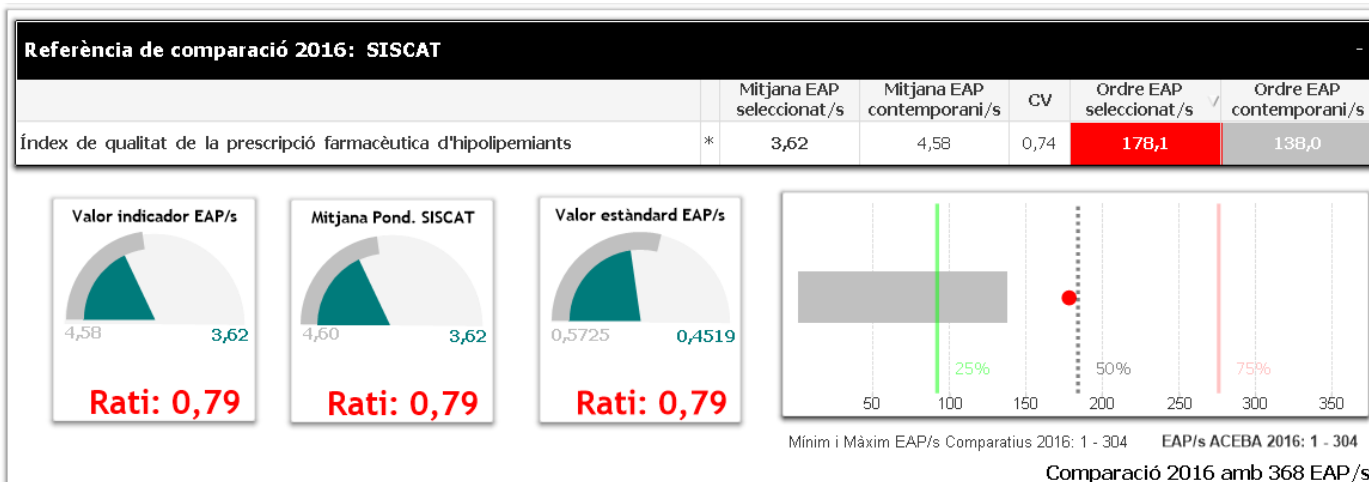 Referència de comparació 2016: SISCAT -
Mitjana EAP seleccionat/s
Mitjana EAP contemporani/s
CV
Ordre EAP seleccionat/s
Ordre EAP contemporani/s
Índex de qualitat de la prescripció farmacèutica d'hipolipemiants * 3,62 4,58 0,74 178,1 138,0
Valor indicador EAP/s
4,58 3,62
Rati: 0,79
Mitjana Pond. SISCAT
4,60 3,62
Rati: 0,79
Valor estàndard EAP/s
0,5725 0,4519
Rati: 0,79
25% 50% 75%
50 100 150 200 250 300 350
Mínim i Màxim EAP/s Comparatius 2016: 1 - 304 EAP/s ACEBA 2016: 1 - 304
Comparació 2016 amb 368 EAP/s